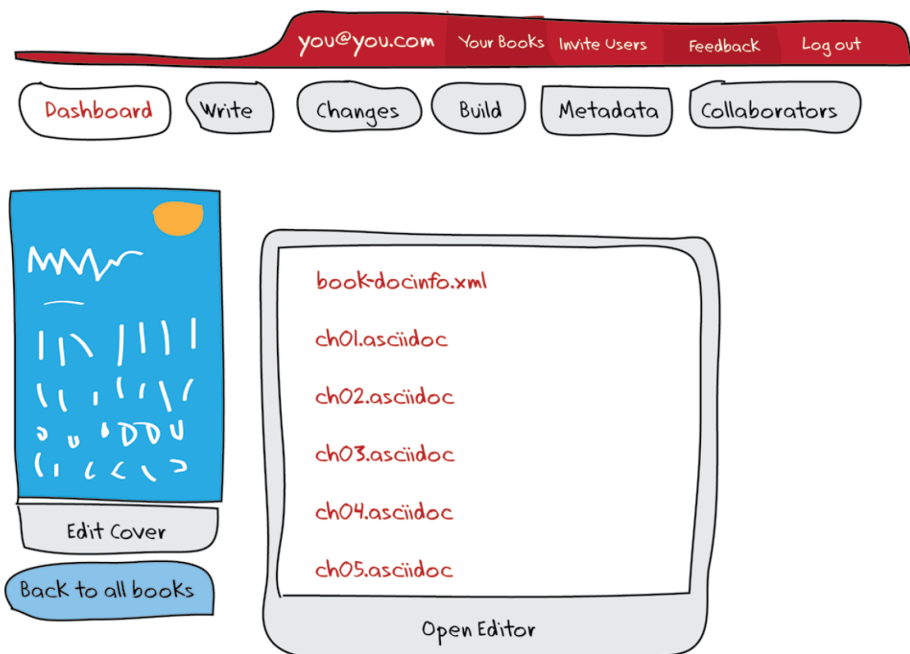 you@you.com Your Books Invite Users Feedback Log out
Dashboard Write Changes Build Metadata Collaborators
book-docinfo.xml
ch01.asciidoc
ch02.asciidoc
ch03.asciidoc
ch04.asciidoc
ch05.asciidoc
Open Editor
Edit Cover
Back to all books